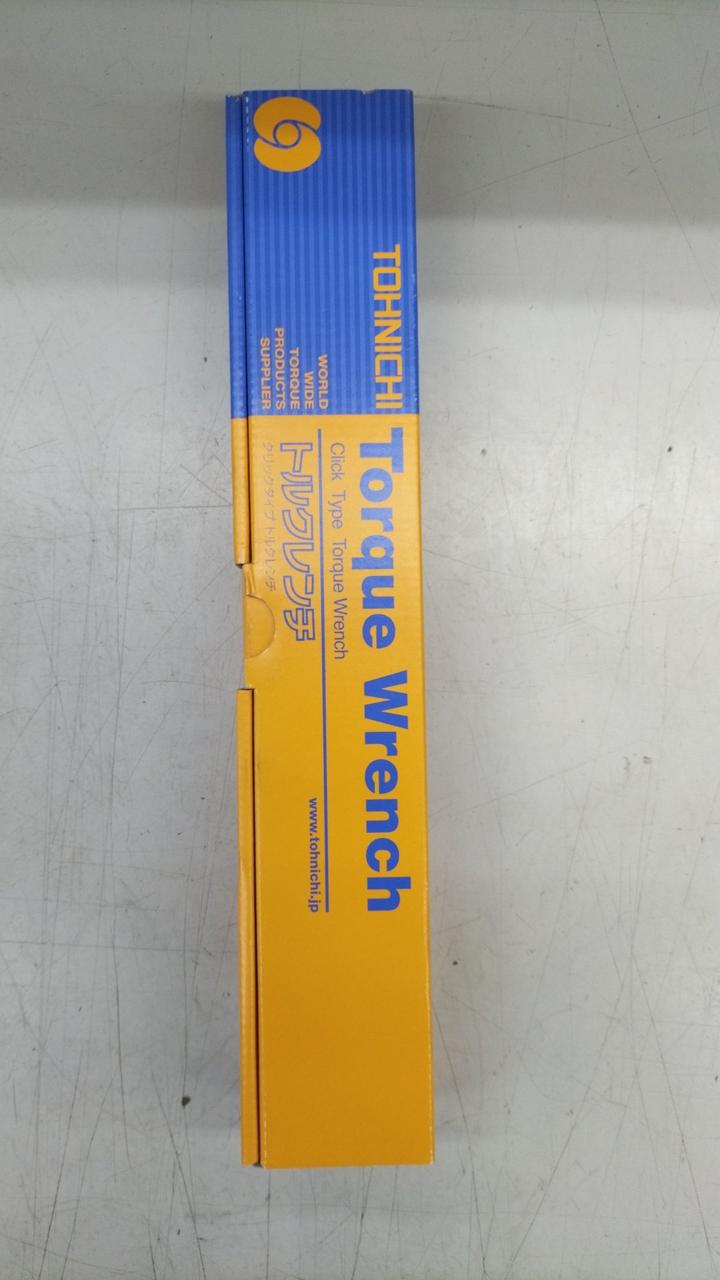 TOHNICHI
WORLD
WIDE
TORQUE
PRODUCTS
SUPPLIER
Torque Wrench
Click Type Torque Wrench
トルクレンチ
クリックタイプ トルクレンチ
www.tohnichi.jp